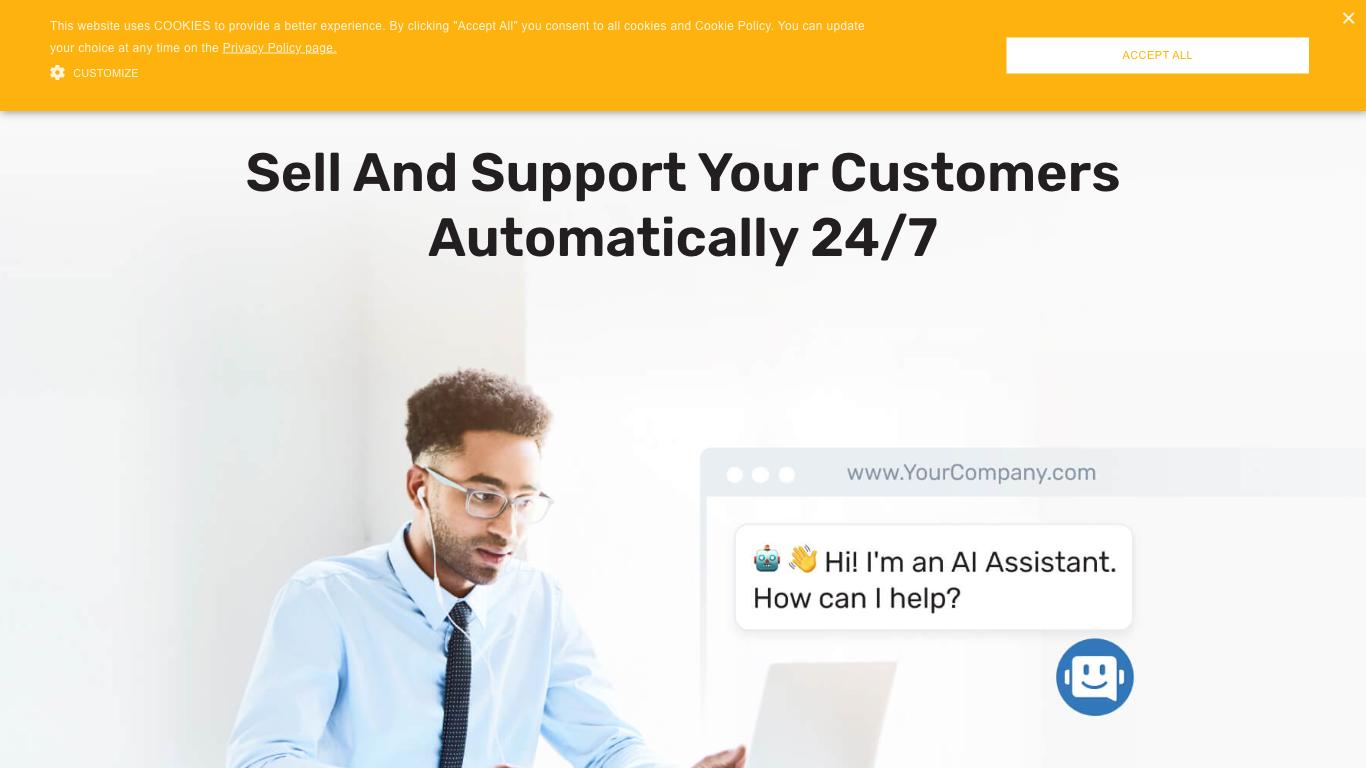 This website uses COOKIES to provide a better experience. By clicking "Accept All" you consent to all cookies and Cookie Policy. You can update
your choice at any time on the Privacy Policy page.
CUSTOMIZE
ACCEPT ALL
×
Sell And Support Your Customers
Automatically 24/7
www.YourCompany.com
🤖 👋 Hi! I'm an AI Assistant.
How can I help?